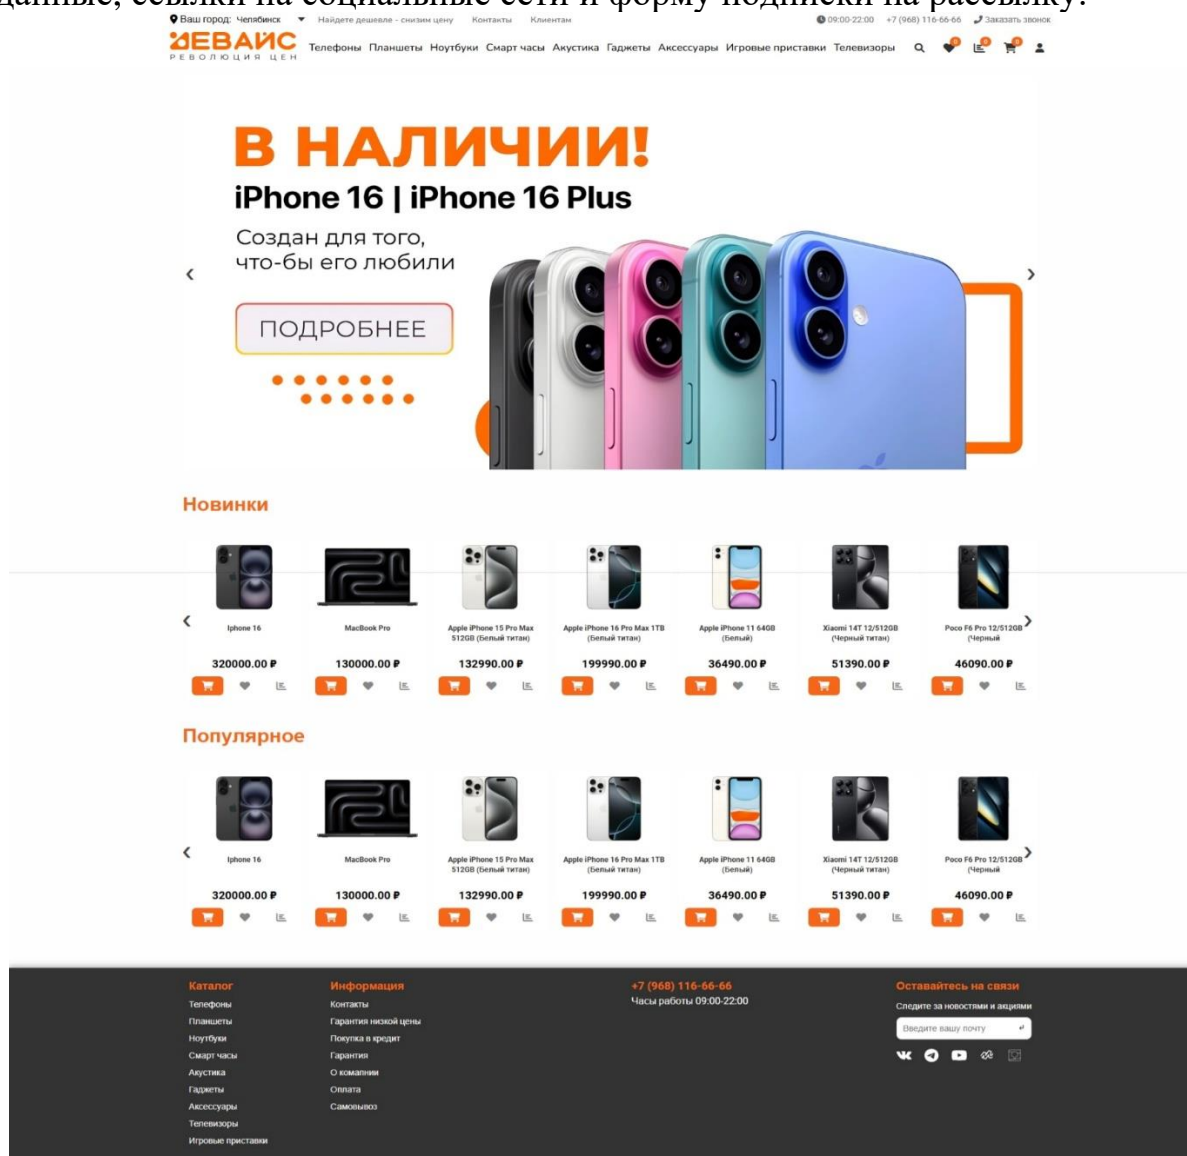 данные, ссылки на социальные сети и форму подписки на рассылку.
Ваш город: Челябинск Найдете дешевле - снизим цену Контакты Клиентам 09:00-22:00 +7 (968) 116-66-66 Заказать звонок
ДЕВАЙС
РЕВОЛЮЦИЯ ЦЕН
Телефоны Планшеты Ноутбуки Смарт часы Акустика Гаджеты Аксессуары Игровые приставки Телевизоры 0 0 0
В НАЛИЧИИ!
iPhone 16 | iPhone 16 Plus
Создан для того,
что-бы его любили
ПОДРОБНЕЕ
Новинки
Iphone 16 MacBook Pro Apple iPhone 15 Pro Max Apple iPhone 16 Pro Max 1TB Apple iPhone 11 64GB Xiaomi 14T 12/512GB Poco F6 Pro 12/512GB
512GB (Белый титан) (Белый титан) (Белый) (Черный титан) (Черный
320000.00 ₽ 130000.00 ₽ 132990.00 ₽ 199990.00 ₽ 36490.00 ₽ 51390.00 ₽ 46090.00 ₽
Популярное
Iphone 16 MacBook Pro Apple iPhone 15 Pro Max Apple iPhone 16 Pro Max 1TB Apple iPhone 11 64GB Xiaomi 14T 12/512GB Poco F6 Pro 12/512GB
512GB (Белый титан) (Белый титан) (Белый) (Черный титан) (Черный
320000.00 ₽ 130000.00 ₽ 132990.00 ₽ 199990.00 ₽ 36490.00 ₽ 51390.00 ₽ 46090.00 ₽
Каталог
Телефоны
Планшеты
Ноутбуки
Смарт часы
Акустика
Гаджеты
Аксессуары
Телевизоры
Игровые приставки
Информация
Контакты
Гарантия низкой цены
Покупка в кредит
Гарантия
О комапнии
Оплата
Самовывоз
+7 (968) 116-66-66
Часы работы 09:00-22:00
Оставайтесь на связи
Следите за новостями и акциями
Введите вашу почту